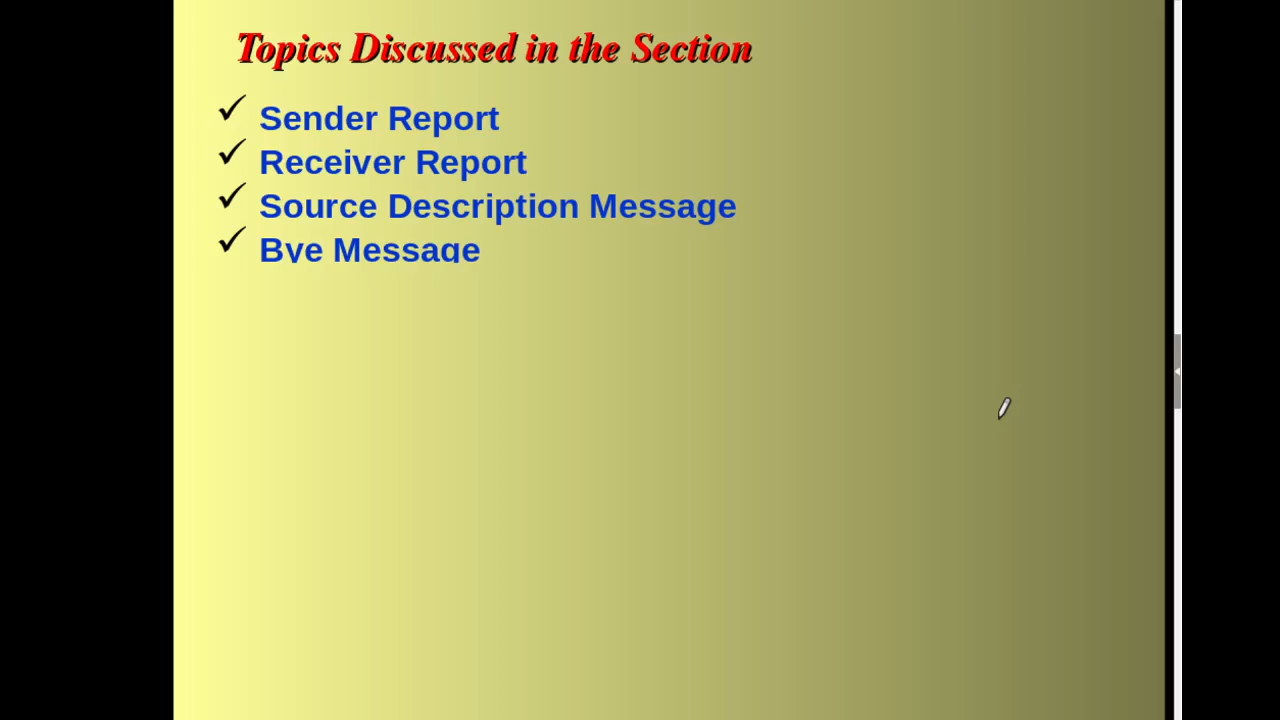 Topics Discussed in the Section
Sender Report
Receiver Report
Source Description Message
Bye Message